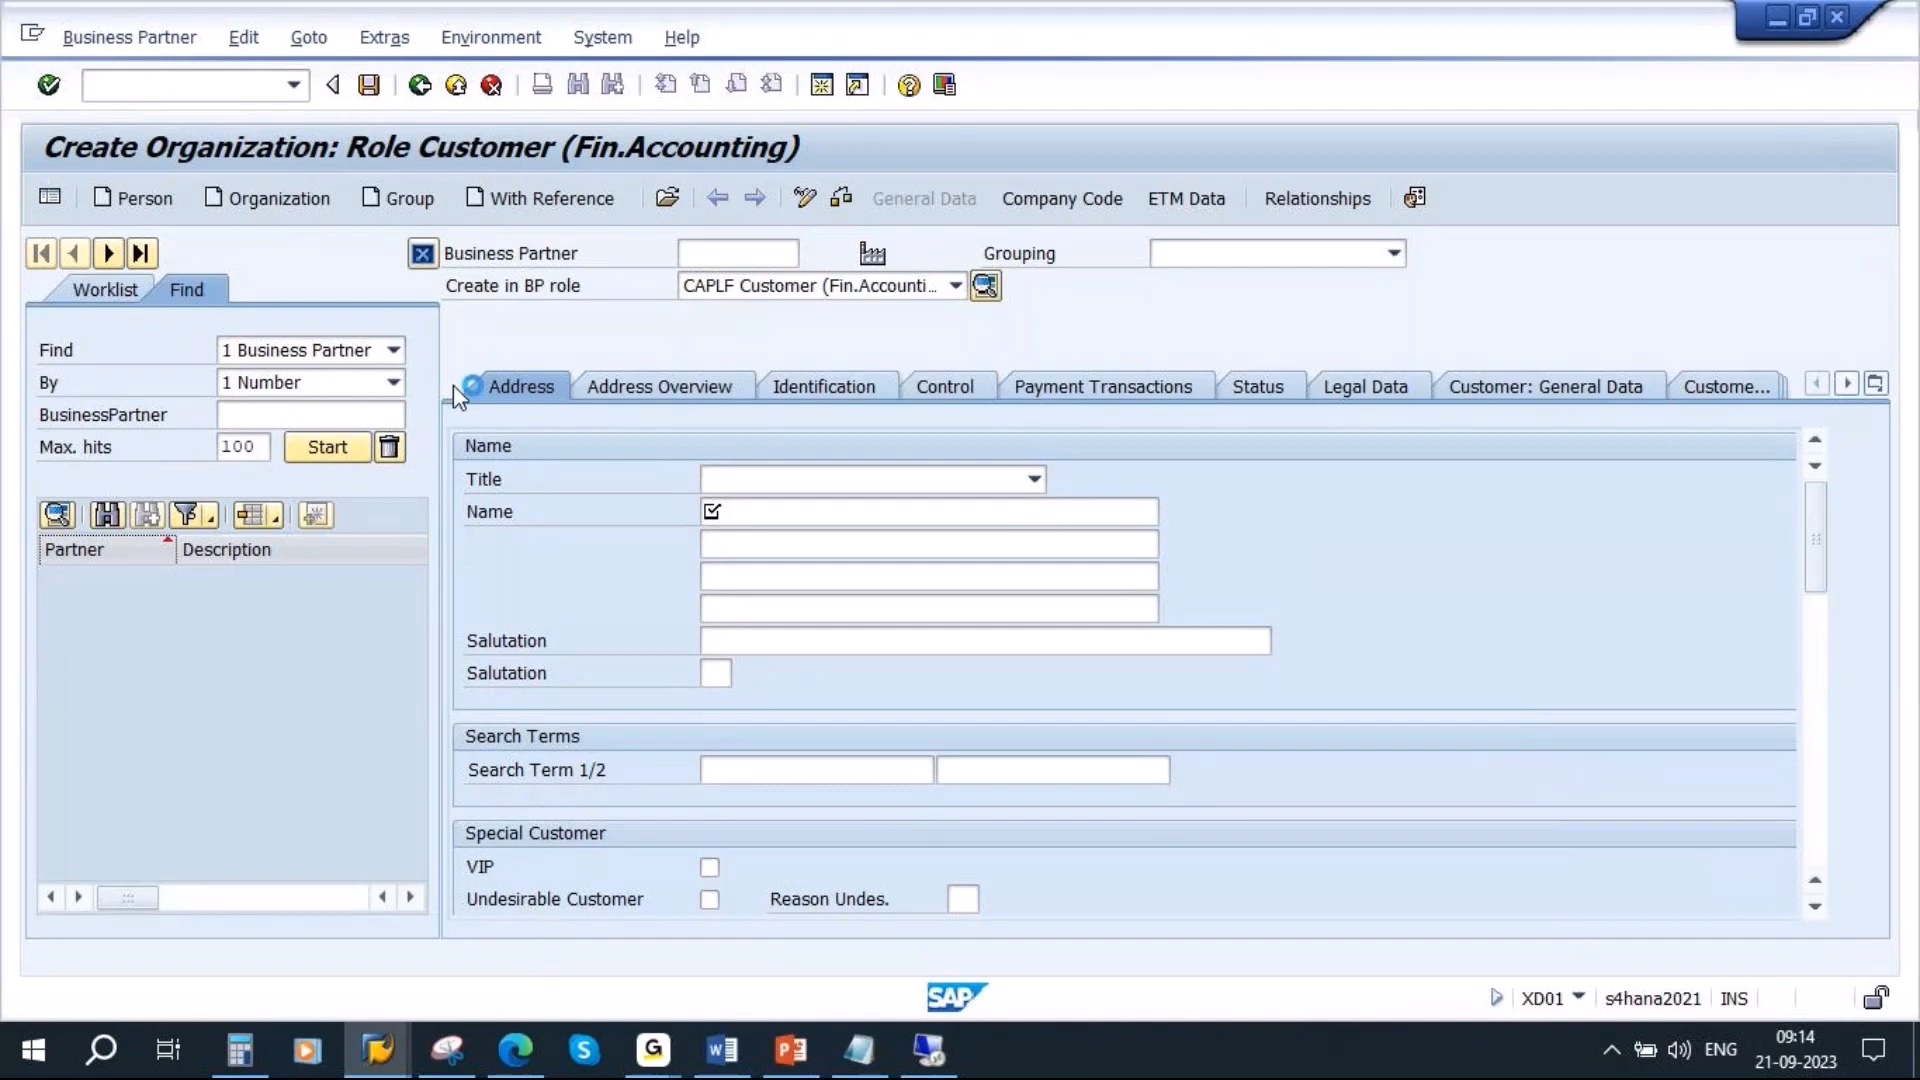 Business Partner Edit Goto Extras Environment System Help
Create Organization: Role Customer (Fin.Accounting)
Person Organization Group With Reference General Data Company Code ETM Data Relationships
Business Partner Grouping
Worklist Find
Create in BP role CAPLF Customer (Fin.Accounti...
Find 1 Business Partner
By 1 Number
BusinessPartner
Max. hits 100 Start
Partner Description
Address Address Overview Identification Control Payment Transactions Status Legal Data Customer: General Data Custome...
Name
Title
Name
Salutation
Salutation
Search Terms
Search Term 1/2
Special Customer
VIP
Undesirable Customer Reason Undes.
SAP
XD01 s4hana2021 INS
G W P S
ENG
09:14
21-09-2023